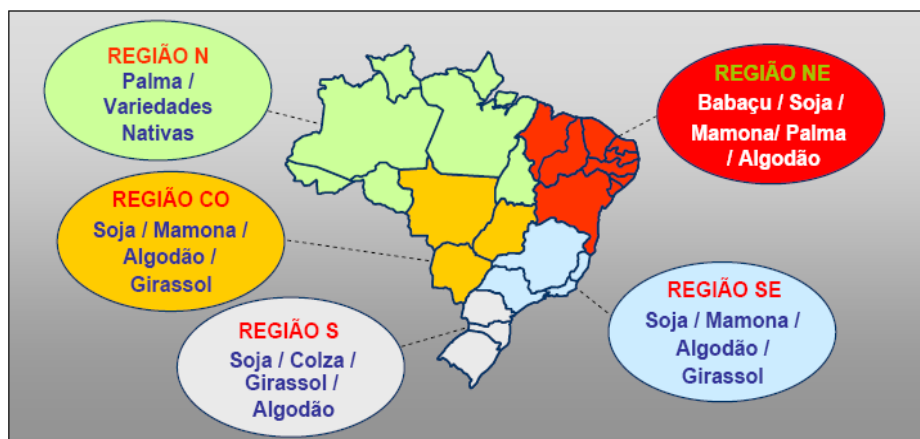 REGIÃO N
Palma /
Variedades
Nativas
REGIÃO NE
Babaçu / Soja /
Mamona/ Palma
/ Algodão
REGIÃO CO
Soja / Mamona /
Algodão /
Girassol
REGIÃO S
Soja / Colza /
Girassol /
Algodão
REGIÃO SE
Soja / Mamona /
Algodão /
Girassol